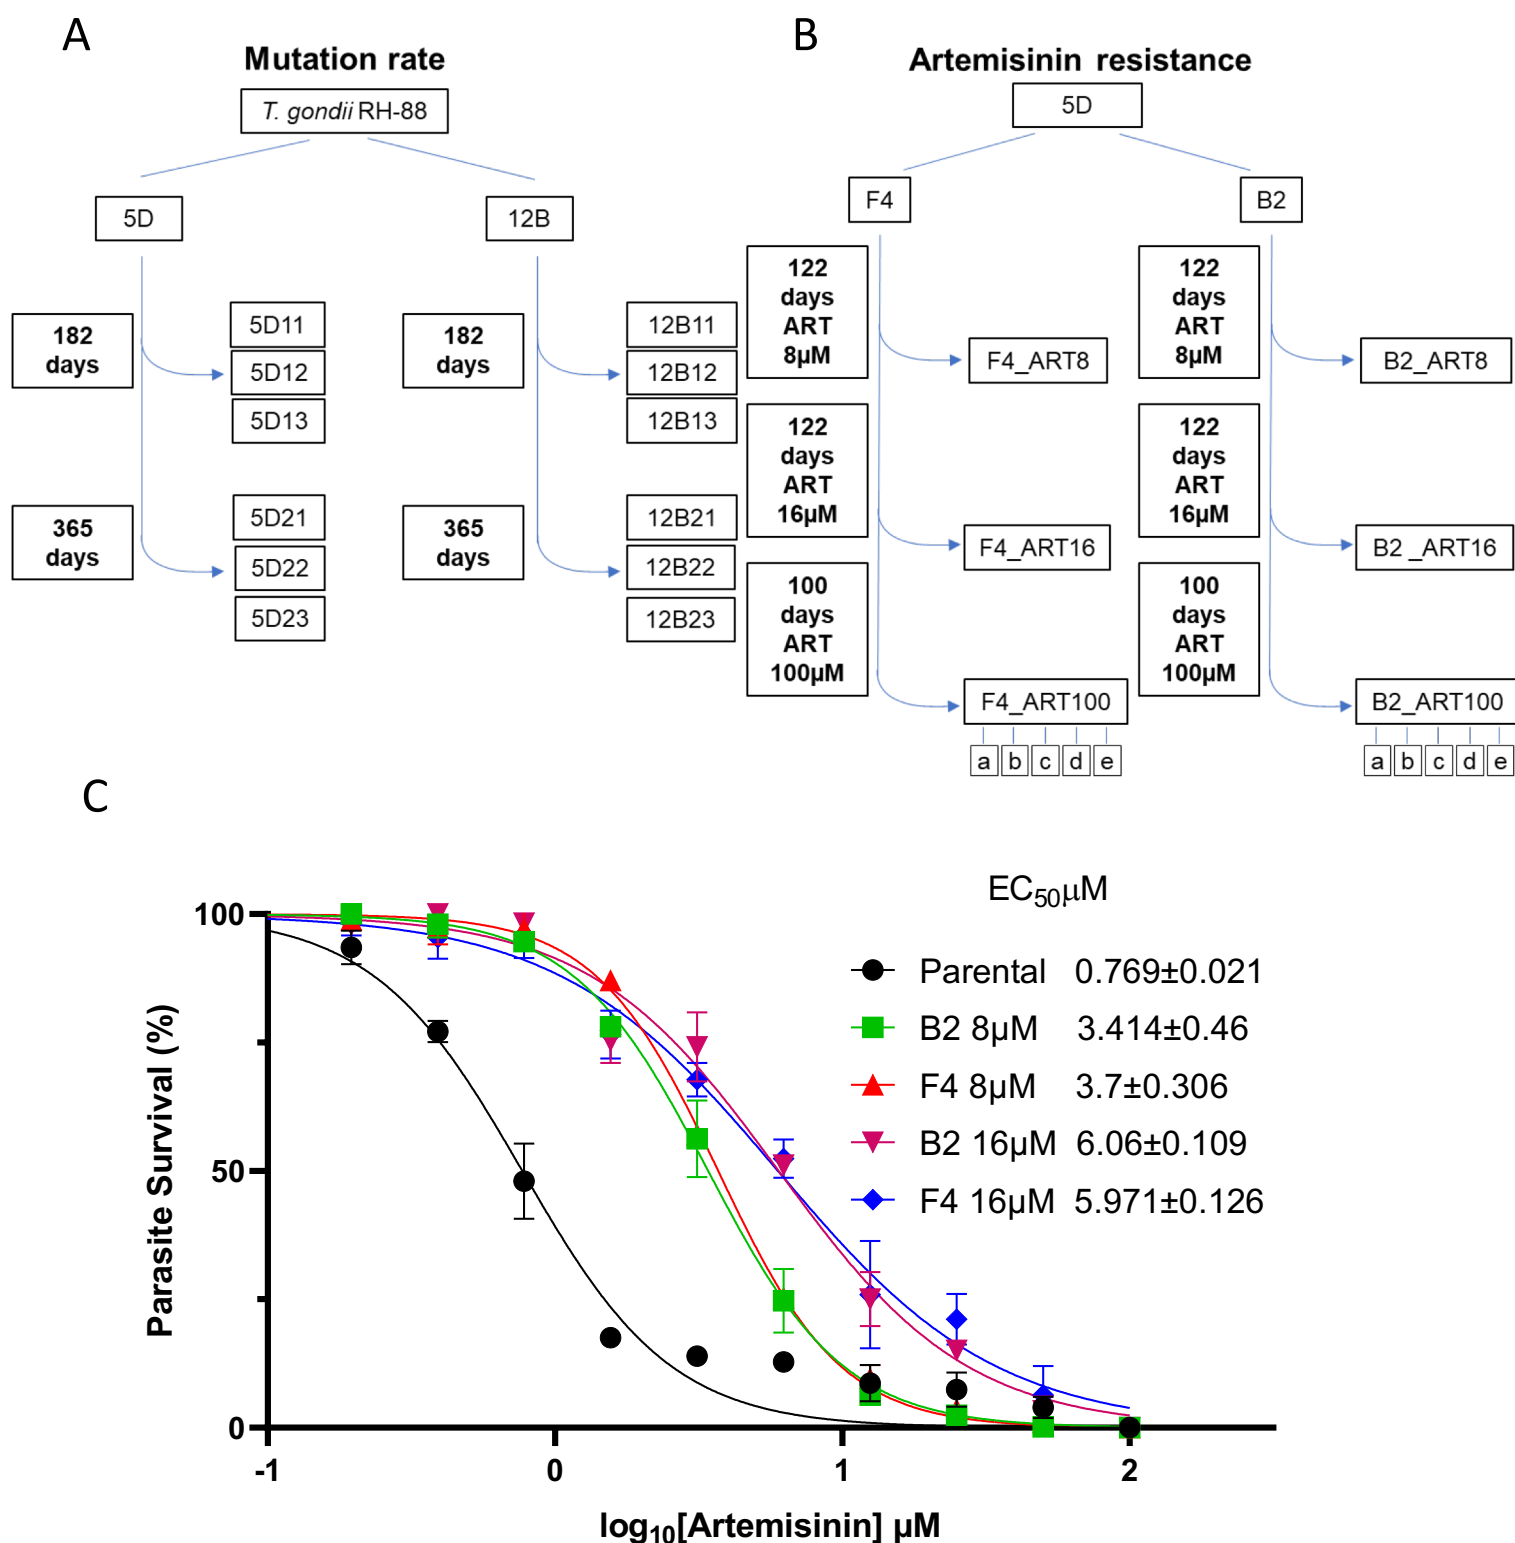 A
Mutation rate
T. gondii RH-88
5D
12B
182
days
5D11
5D12
5D13
182
days
12B11
12B12
12B13
365
days
5D21
5D22
5D23
365
days
12B21
12B22
12B23
B
Artemisinin resistance
5D
F4
B2
122
days
ART
8µM
F4_ART8
122
days
ART
8µM
B2_ART8
122
days
ART
16µM
F4_ART16
122
days
ART
16µM
B2 _ART16
100
days
ART
100µM
F4_ART100
a b c d e
100
days
ART
100µM
B2_ART100
a b c d e
C
EC50µM
Parental 0.769±0.021
B2 8µM 3.414±0.46
F4 8µM 3.7±0.306
B2 16µM 6.06±0.109
F4 16µM 5.971±0.126
Parasite Survival (%)
100
50
0
-1 0 1 2
log10[Artemisinin] µM